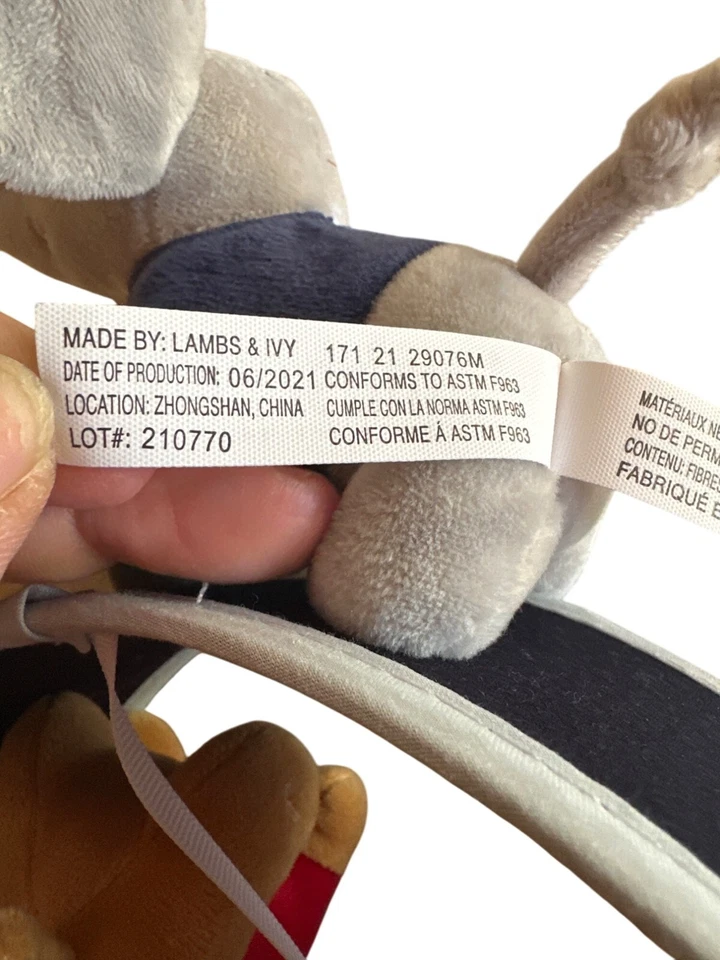 MADE BY: LAMBS & IVY 171 21 29076M
DATE OF PRODUCTION: 06/2021 CONFORMS TO ASTM F963
LOCATION: ZHONGSHAN, CHINA CUMPLE CON LA NORMA ASTM F963
LOT#: 210770 CONFORME Á ASTM F963
MATÉRIAUX
NO DE
CONTENU:
FABRIQUÉ